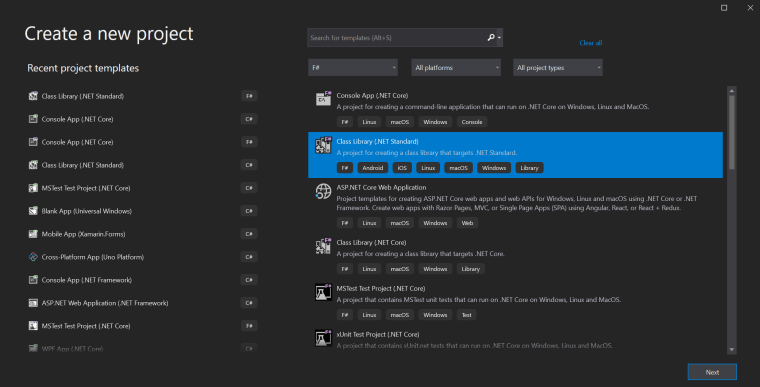 Create a new project
Search for templates (Alt+S)
Clear all
Recent project templates
F#
All platforms
All project types
Class Library (.NET Standard)
F#
Console App (.NET Core)
C#
Console App (.NET Core)
F#
Class Library (.NET Standard)
C#
MSTest Test Project (.NET Core)
C#
Blank App (Universal Windows)
C#
Mobile App (Xamarin.Forms)
C#
Cross-Platform App (Uno Platform)
C#
Console App (.NET Framework)
C#
ASP.NET Web Application (.NET Framework)
C#
MSTest Test Project (.NET Core)
F#
WPF App (.NET Core)
C#
Console App (.NET Core)
A project for creating a command-line application that can run on .NET Core on Windows, Linux and MacOS.
F# Linux macOS Windows Console
Class Library (.NET Standard)
A project for creating a class library that targets .NET Standard.
F# Android iOS Linux macOS Windows Library
ASP.NET Core Web Application
Project templates for creating ASP.NET Core web apps and web APIs for Windows, Linux and macOS using .NET Core or .NET
Framework. Create web apps with Razor Pages, MVC, or Single Page Apps (SPA) using Angular, React, or React + Redux.
F# Linux macOS Windows Web
Class Library (.NET Core)
A project for creating a class library that targets .NET Core.
F# Linux macOS Windows Library
MSTest Test Project (.NET Core)
A project that contains MSTest unit tests that can run on .NET Core on Windows, Linux and MacOS.
F# Linux macOS Windows Test
xUnit Test Project (.NET Core)
A project that contains xUnit.net tests that can run on .NET Core on Windows, Linux and MacOS.
Next